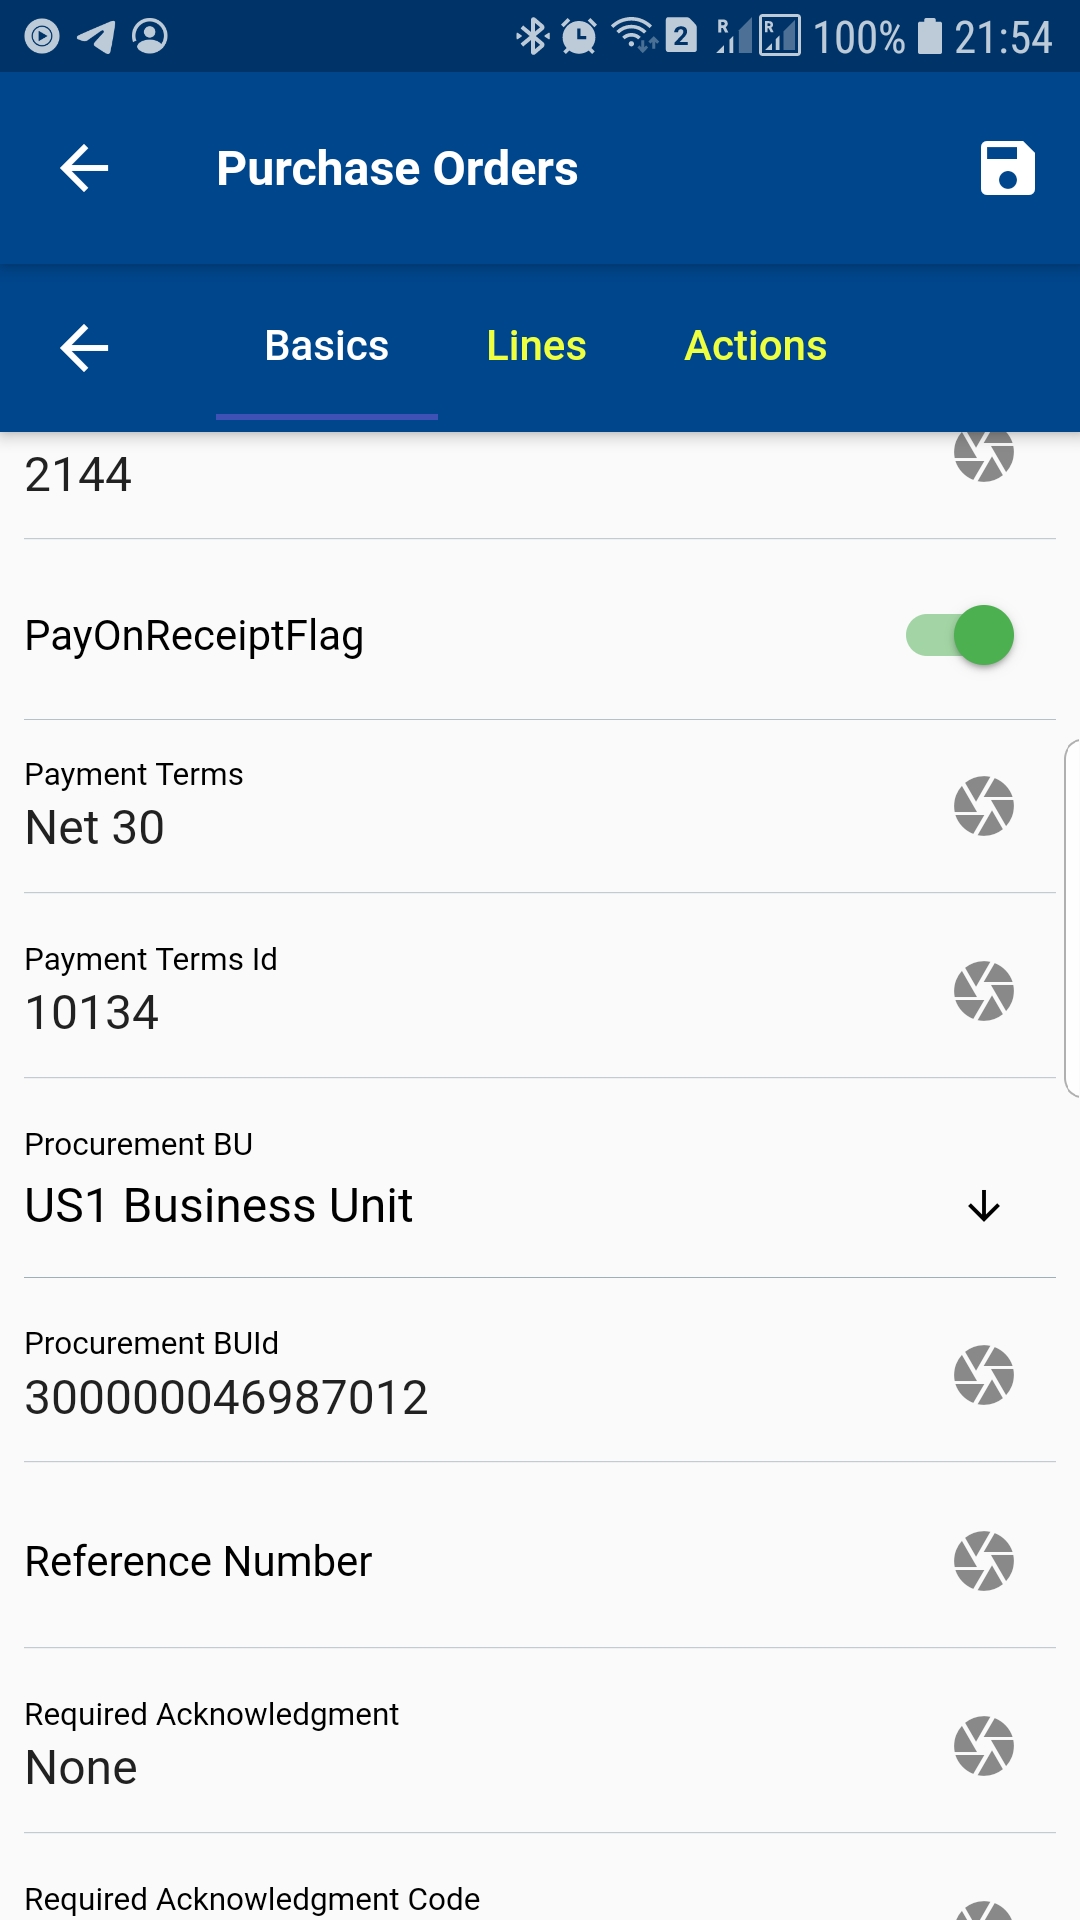 2 R R 100% 21:54
Purchase Orders
Basics Lines Actions
2144
PayOnReceiptFlag
Payment Terms
Net 30
Payment Terms Id
10134
Procurement BU
US1 Business Unit
Procurement BUId
300000046987012
Reference Number
Required Acknowledgment
None
Required Acknowledgment Code